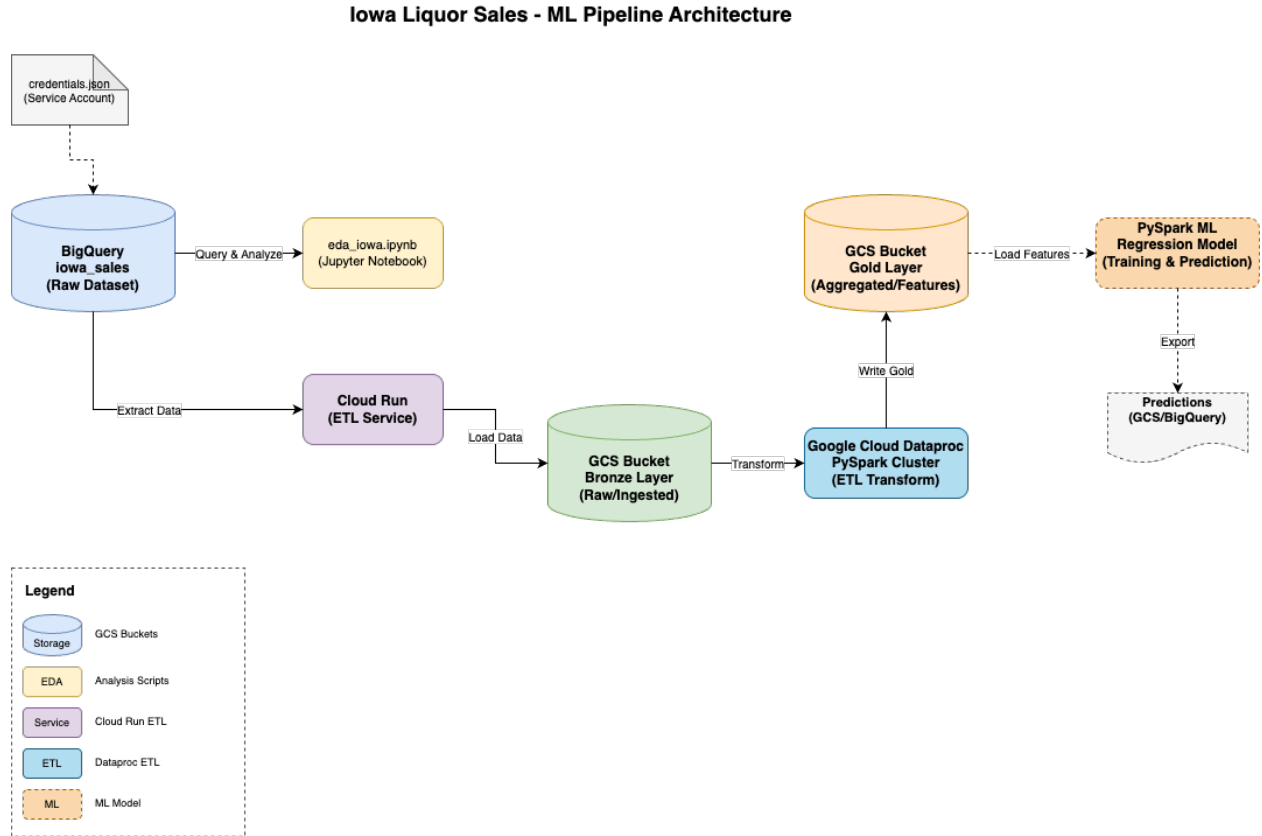 Iowa Liquor Sales - ML Pipeline Architecture
credentials.json
(Service Account)
BigQuery
iowa_sales
(Raw Dataset)
Query & Analyze
eda_iowa.ipynb
(Jupyter Notebook)
GCS Bucket
Gold Layer
(Aggregated/Features)
Load Features
PySpark ML
Regression Model
(Training & Prediction)
Export
Predictions
(GCS/BigQuery)
Write Gold
Extract Data
Cloud Run
(ETL Service)
Load Data
GCS Bucket
Bronze Layer
(Raw/Ingested)
Transform
Google Cloud Dataproc
PySpark Cluster
(ETL Transform)
Legend
Storage
GCS Buckets
EDA
Analysis Scripts
Service
Cloud Run ETL
ETL
Dataproc ETL
ML
ML Model